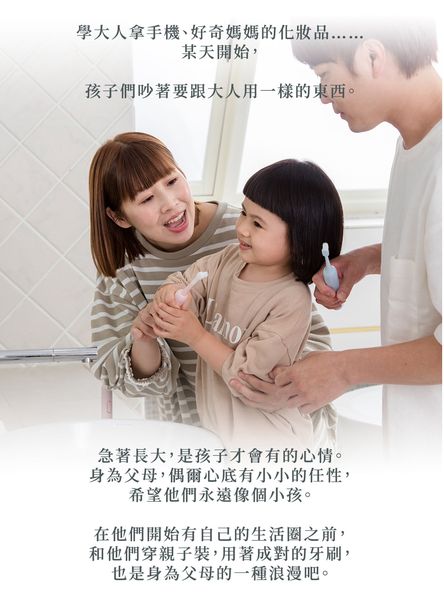 學大人拿手機、好奇媽媽的化妝品……
某天開始，
孩子們吵著要跟大人用一樣的東西。
Lanou
急著長大，是孩子才會有的心情。
身為父母，偶爾心底有小小的任性，
希望他們永遠像個小孩。
在他們開始有自己的生活圈之前，
和他們穿親子裝，用著成對的牙刷，
也是身為父母的一種浪漫吧。